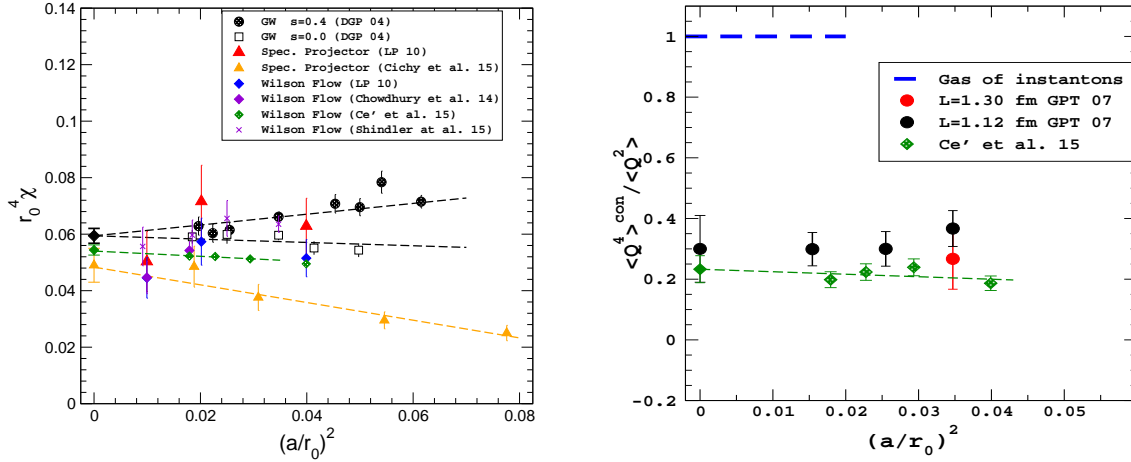 0.14
0.12
0.1
0.08
0.06
0.04
0.02
0
r₀⁴χ
GW s=0.4 (DGP 04)
GW s=0.0 (DGP 04)
Spec. Projector (LP 10)
Spec. Projector (Cichy et al. 15)
Wilson Flow (LP 10)
Wilson Flow (Chowdhury et al. 14)
Wilson Flow (Ce' et al. 15)
Wilson Flow (Shindler at al. 15)
0 0.02 0.04 0.06 0.08
(a/r₀)²
1
0.8
0.6
0.4
0.2
0
-0.2
<Q⁴>ᶜᵒⁿ/<Q²>
Gas of instantons
L=1.30 fm GPT 07
L=1.12 fm GPT 07
Ce' et al. 15
0 0.01 0.02 0.03 0.04 0.05
(a/r₀)²